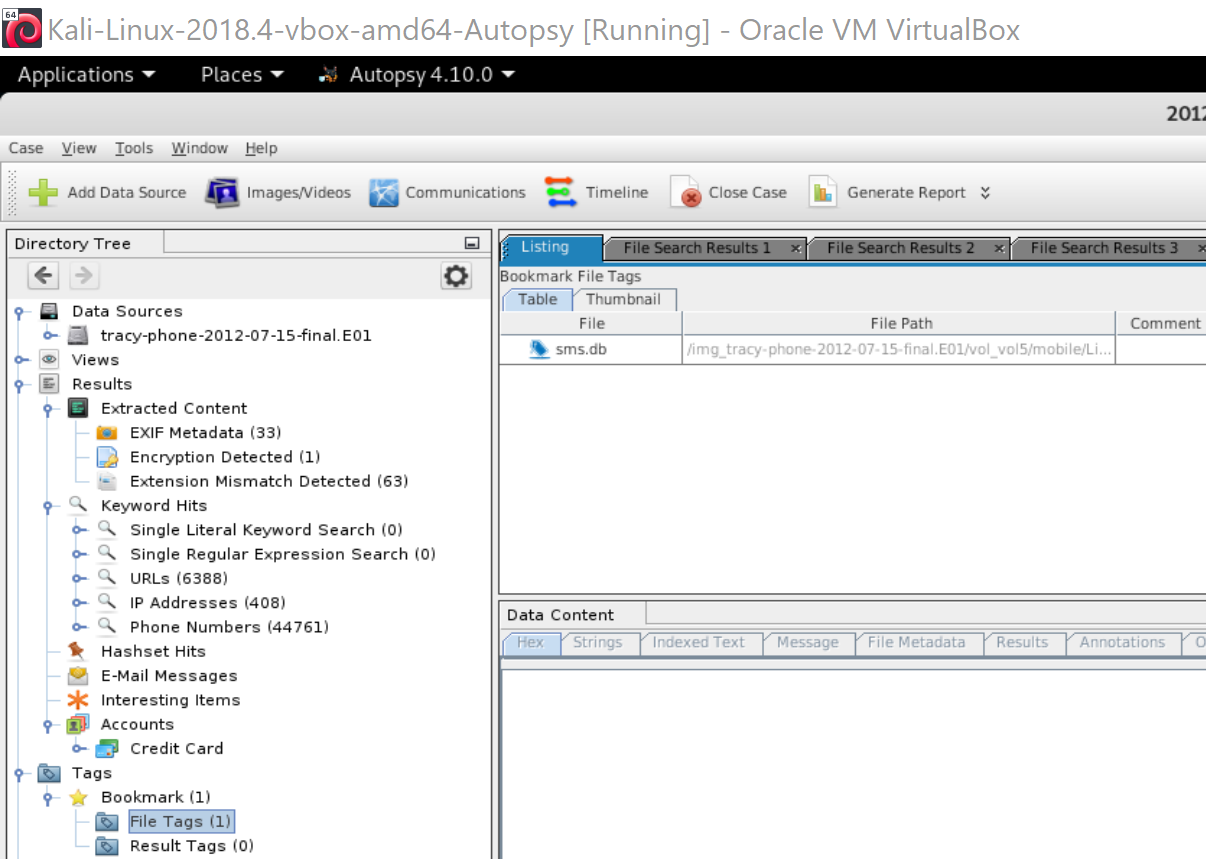 64
Kali-Linux-2018.4-vbox-amd64-Autopsy [Running] - Oracle VM VirtualBox
Applications Places Autopsy 4.10.0
2012
Case View Tools Window Help
Add Data Source Images/Videos Communications Timeline Close Case Generate Report
Directory Tree
Data Sources
tracy-phone-2012-07-15-final.E01
Views
Results
Extracted Content
EXIF Metadata (33)
Encryption Detected (1)
Extension Mismatch Detected (63)
Keyword Hits
Single Literal Keyword Search (0)
Single Regular Expression Search (0)
URLs (6388)
IP Addresses (408)
Phone Numbers (44761)
Hashset Hits
E-Mail Messages
Interesting Items
Accounts
Credit Card
Tags
Bookmark (1)
File Tags (1)
Result Tags (0)
Listing File Search Results 1 File Search Results 2 File Search Results 3
Bookmark File Tags
Table Thumbnail
File File Path Comment
sms.db /img_tracy-phone-2012-07-15-final.E01/vol_vol5/mobile/Li...
Data Content
Hex Strings Indexed Text Message File Metadata Results Annotations O